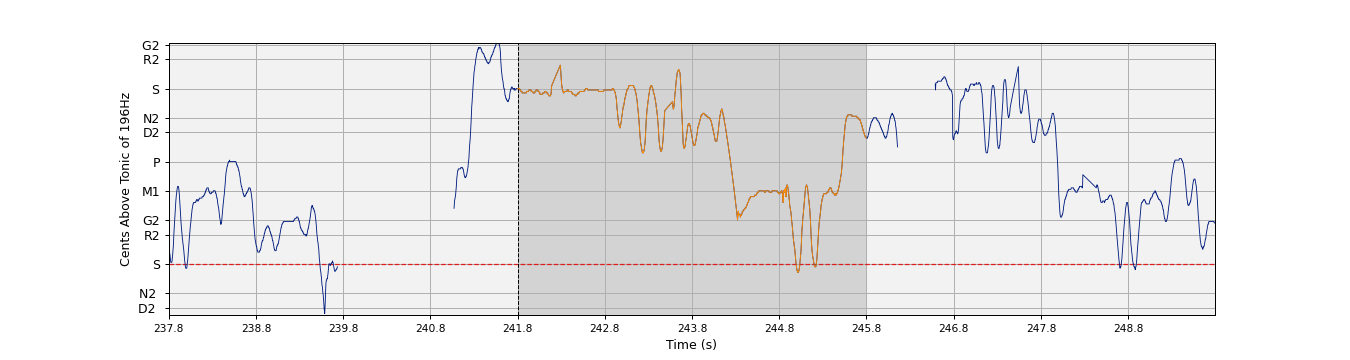 Cents Above Tonic of 196Hz
G2
R2
S
N2
D2
P
M1
G2
R2
S
N2
D2
237.8 238.8 239.8 240.8 241.8 242.8 243.8 244.8 245.8 246.8 247.8 248.8
Time (s)